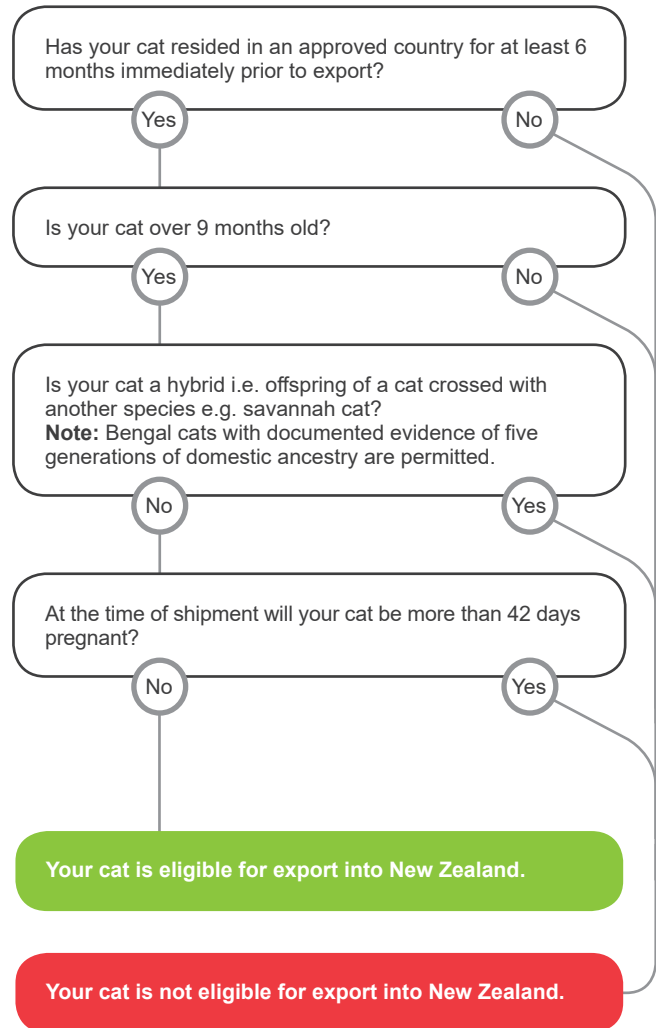 Has your cat resided in an approved country for at least 6
months immediately prior to export?
Yes
No
Is your cat over 9 months old?
Yes
No
Is your cat a hybrid i.e. offspring of a cat crossed with
another species e.g. savannah cat?
Note: Bengal cats with documented evidence of five
generations of domestic ancestry are permitted.
No
Yes
At the time of shipment will your cat be more than 42 days
pregnant?
No
Yes
Your cat is eligible for export into New Zealand.
Your cat is not eligible for export into New Zealand.